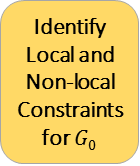 Identify
Local and
Non-local
Constraints
for G₀